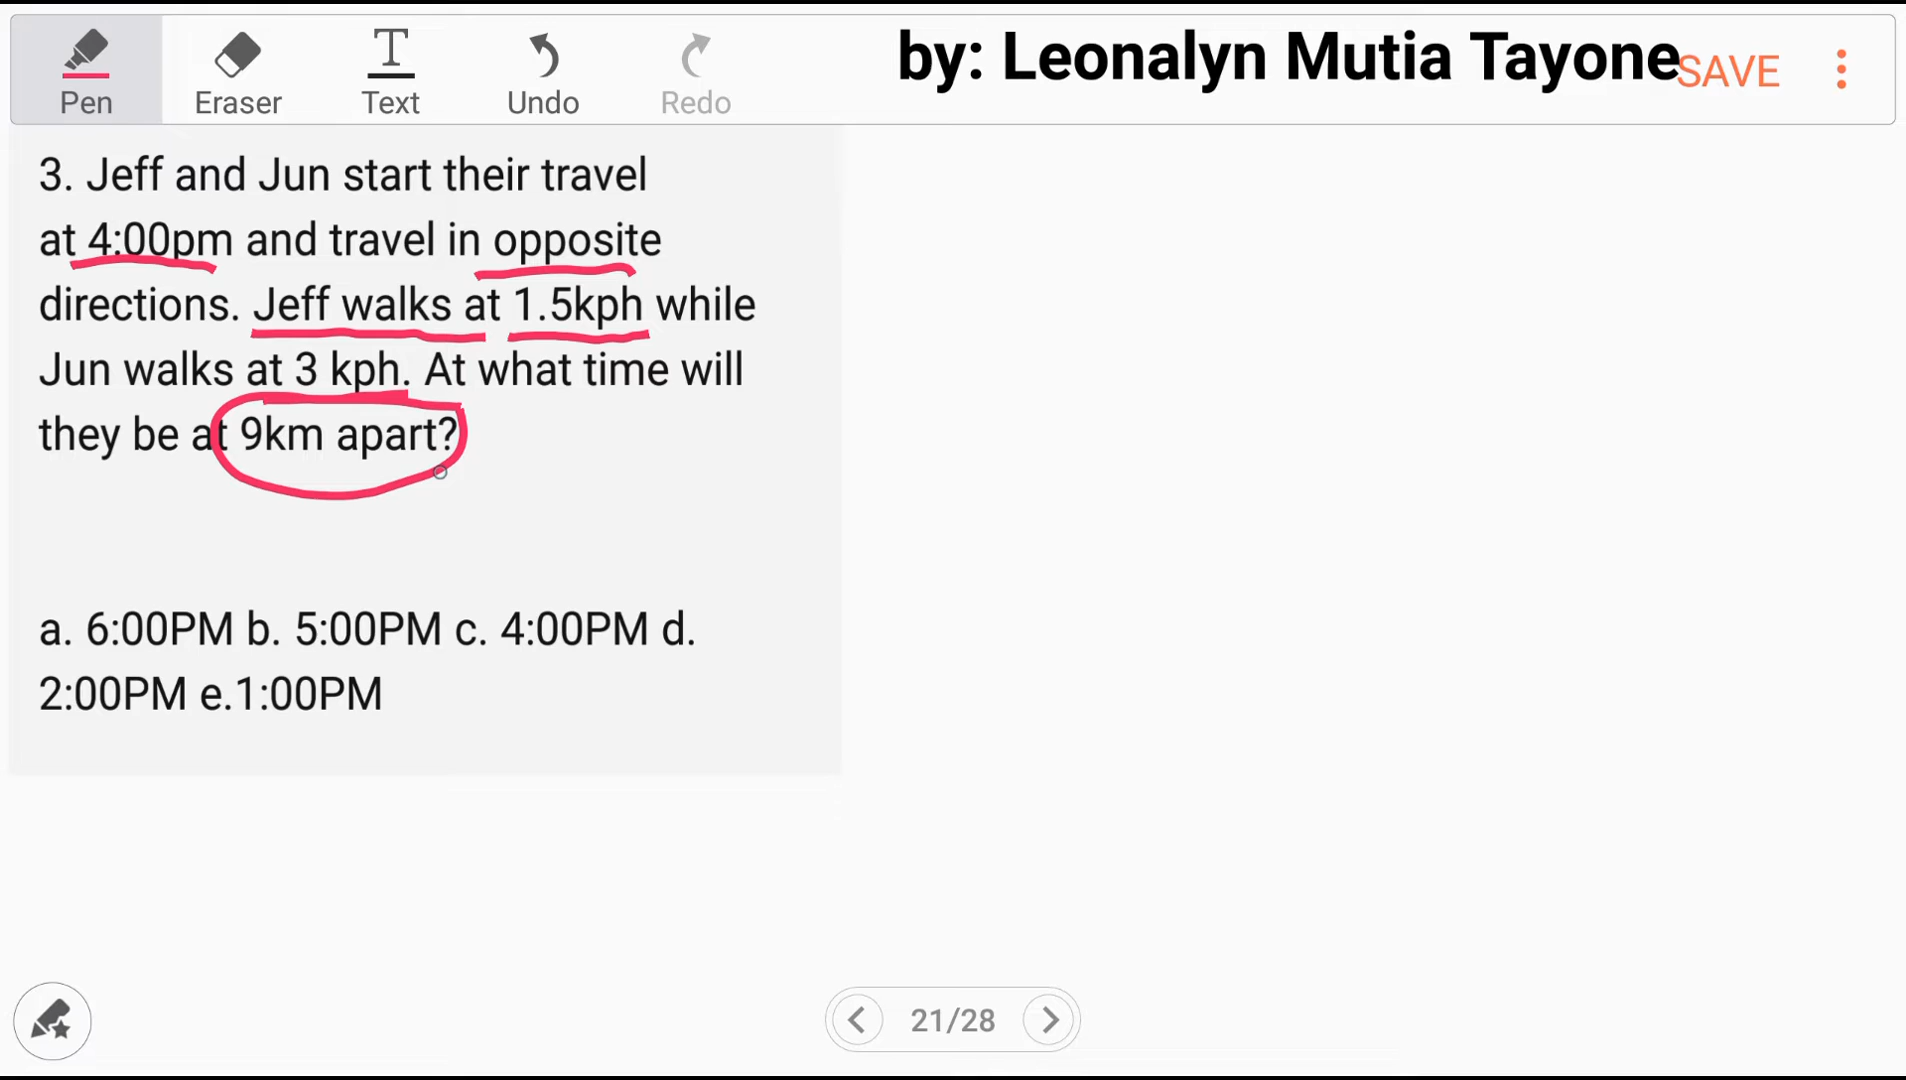 by: Leonalyn Mutia Tayone
SAVE
Pen
Eraser
Text
Undo
Redo
3. Jeff and Jun start their travel
at 4:00pm and travel in opposite
directions. Jeff walks at 1.5kph while
Jun walks at 3 kph. At what time will
they be at 9km apart?
a. 6:00PM b. 5:00PM c. 4:00PM d.
2:00PM e.1:00PM
21/28